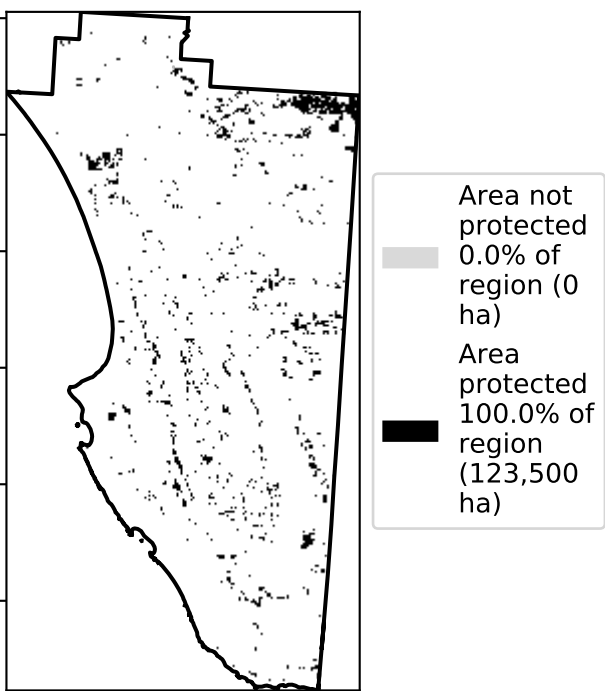 Area not
protected
0.0% of
region (0
ha)
Area
protected
100.0% of
region
(123,500
ha)